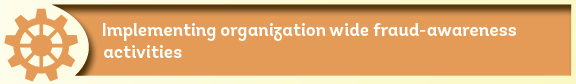 Implementing organization wide fraud-awareness
activities